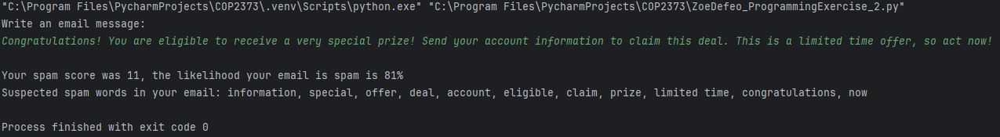 "C:\Program Files\PycharmProjects\COP2373\.venv\Scripts\python.exe" "C:\Program Files\PycharmProjects\COP2373\ZoeDefeo_ProgrammingExercise_2.py"
Write an email message:
Congratulations! You are eligible to receive a very special prize! Send your account information to claim this deal. This is a limited time offer, so act now!
Your spam score was 11, the likelihood your email is spam is 81%
Suspected spam words in your email: information, special, offer, deal, account, eligible, claim, prize, limited time, congratulations, now
Process finished with exit code 0